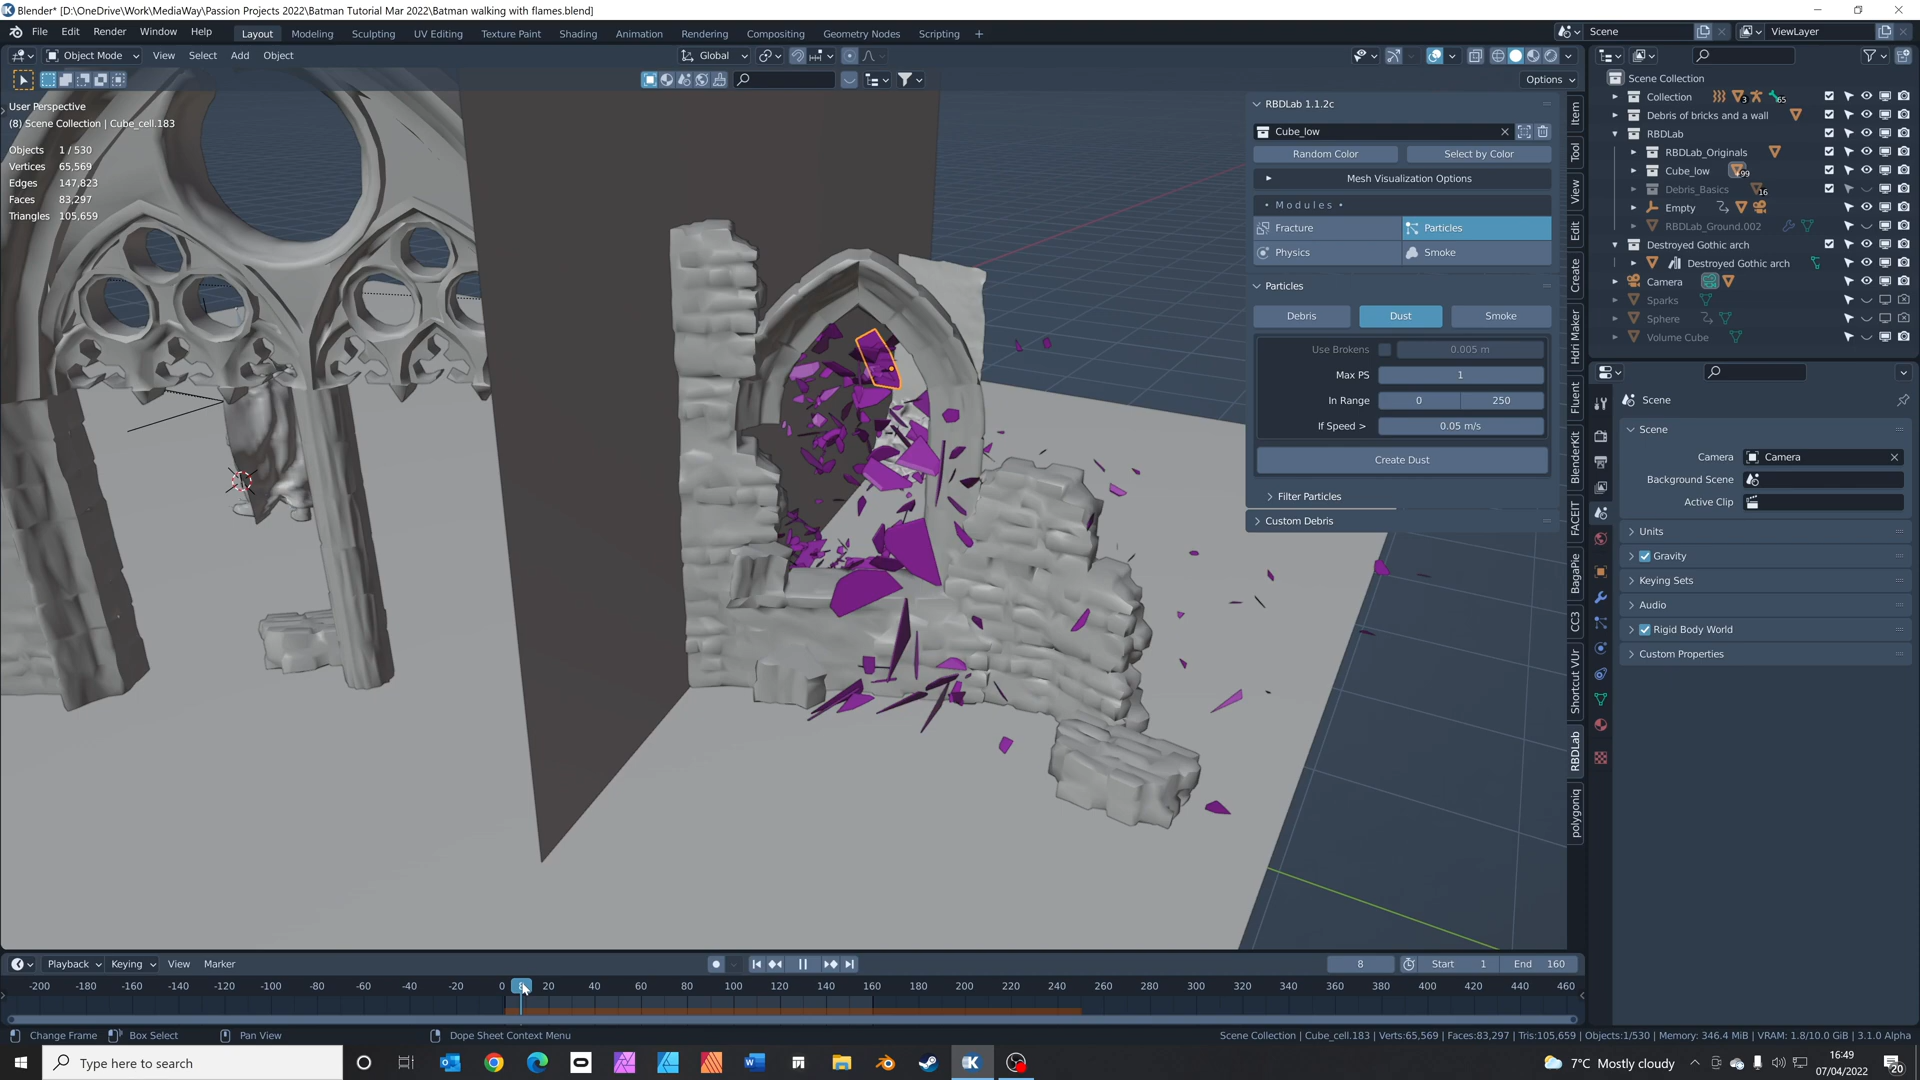 Blender* [D:\OneDrive\Work\MediaWay\Passion Projects 2022\Batman Tutorial Mar 2022\Batman walking with flames.blend]
File Edit Render Window Help
Layout Modeling Sculpting UV Editing Texture Paint Shading Animation Rendering Compositing Geometry Nodes Scripting +
Scene
ViewLayer
Object Mode View Select Add Object
Global
Options
User Perspective
(8) Scene Collection | Cube_cell.183
Objects 1 / 530
Vertices 65,569
Edges 147,823
Faces 83,297
Triangles 105,659
RBDLab 1.1.2c
Cube_low
Random Color Select by Color
Mesh Visualization Options
• Modules •
Fracture Particles
Physics Smoke
Particles
Debris Dust Smoke
Use Brokens 0.005 m
Max PS 1
In Range 0 250
If Speed > 0.05 m/s
Create Dust
Filter Particles
Custom Debris
Item
Tool
View
Edit
Create
Hdri Maker
Fluent
BlenderKit
FACEIT
BagaPie
CC3
Shortcut VUr
RBDLab
polygoniq
Scene Collection
Collection 3 65
Debris of bricks and a wall
RBDLab
RBDLab_Originals
Cube_low 99
Debris_Basics 16
Empty
RBDLab_Ground.002
Destroyed Gothic arch
Destroyed Gothic arch
Camera
Sparks
Sphere
Volume Cube
Scene
Scene
Camera Camera
Background Scene
Active Clip
Units
Gravity
Keying Sets
Audio
Rigid Body World
Custom Properties
Playback Keying View Marker
8 Start 1 End 160
-200 -180 -160 -140 -120 -100 -80 -60 -40 -20 0 8 20 40 60 80 100 120 140 160 180 200 220 240 260 280 300 320 340 360 380 400 420 440 460
Change Frame Box Select Pan View Dope Sheet Context Menu
Scene Collection | Cube_cell.183 | Verts:65,569 | Faces:83,297 | Tris:105,659 | Objects:1/530 | Memory: 346.4 MiB | VRAM: 1.8/10.0 GiB | 3.1.0 Alpha
Type here to search
7°C Mostly cloudy
16:49
07/04/2022
20